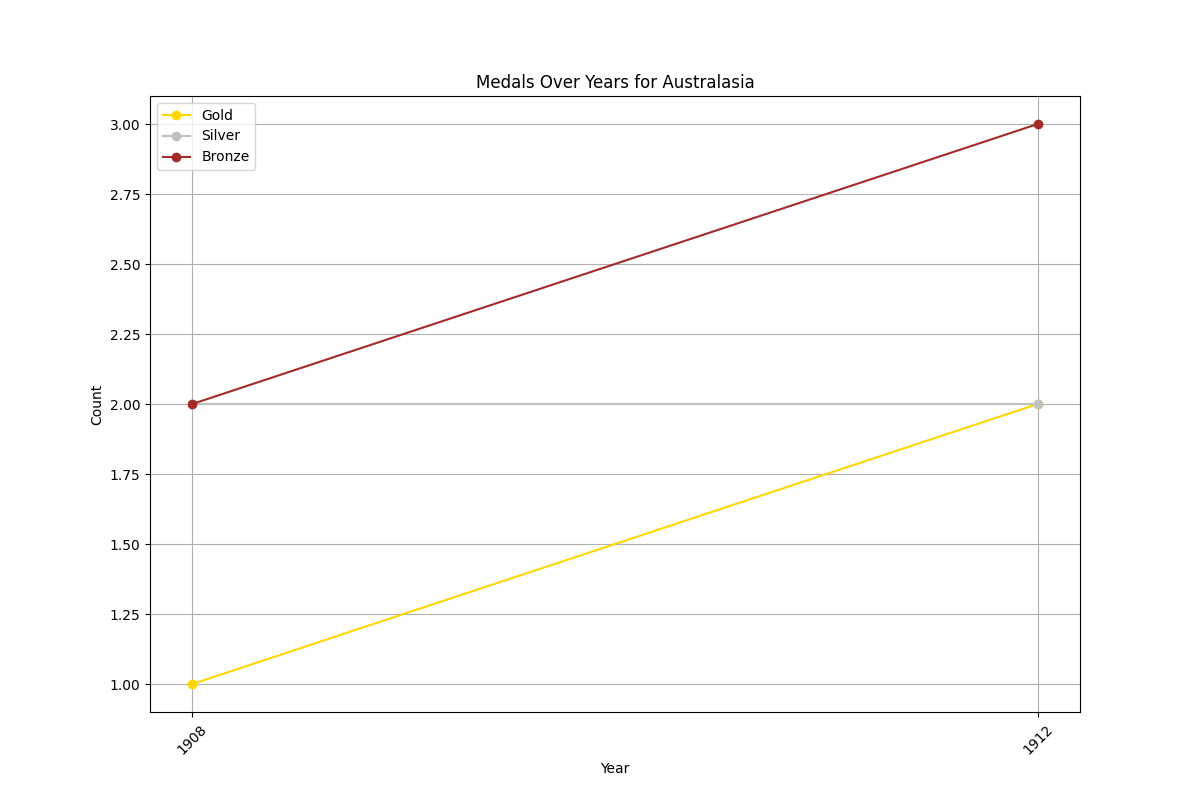 Medals Over Years for Australasia
Gold
Silver
Bronze
3.00
2.75
2.50
2.25
2.00
1.75
1.50
1.25
1.00
Count
1908
1912
Year